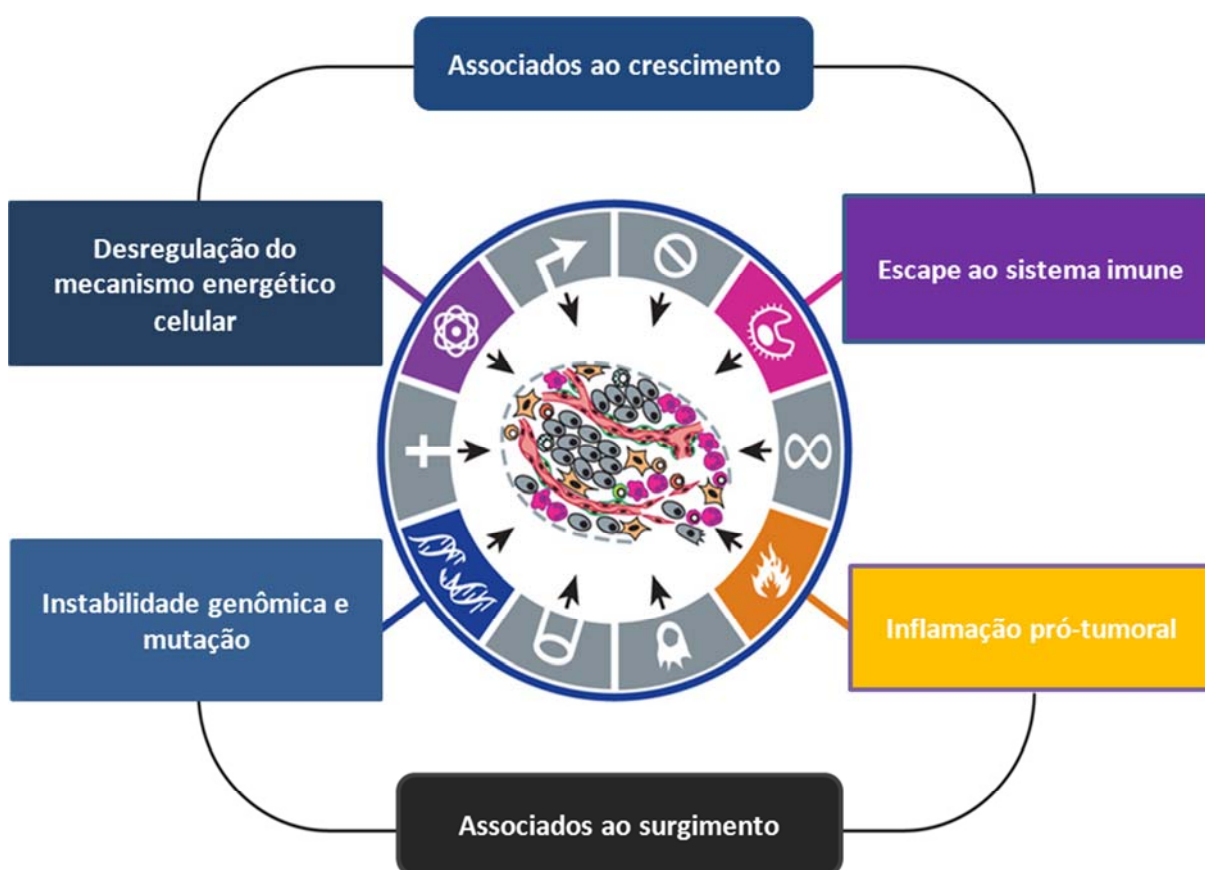 Associados ao crescimento
Desregulação do
mecanismo energético
celular
Escape ao sistema imune
Instabilidade genômica e
mutação
Inflamação pró-tumoral
Associados ao surgimento